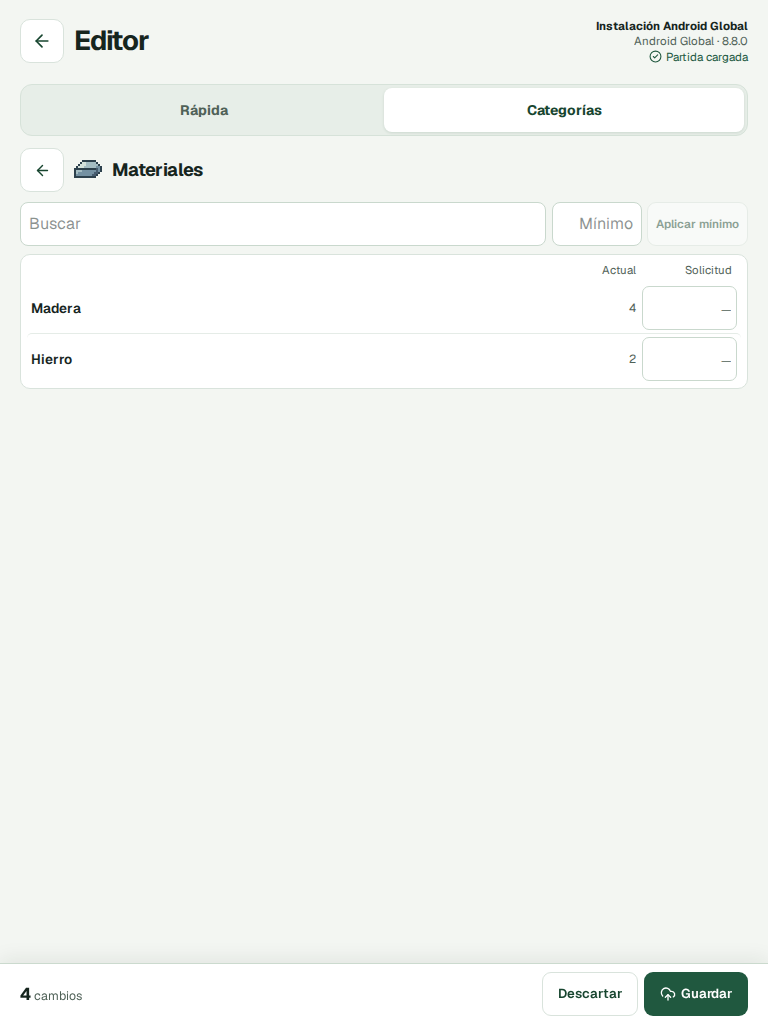 Editor
Instalación Android Global
Android Global · 8.8.0
Partida cargada
Rápida
Categorías
Materiales
Buscar
Mínimo
Aplicar mínimo
Actual
Solicitud
Madera
4
—
Hierro
2
—
4 cambios
Descartar
Guardar